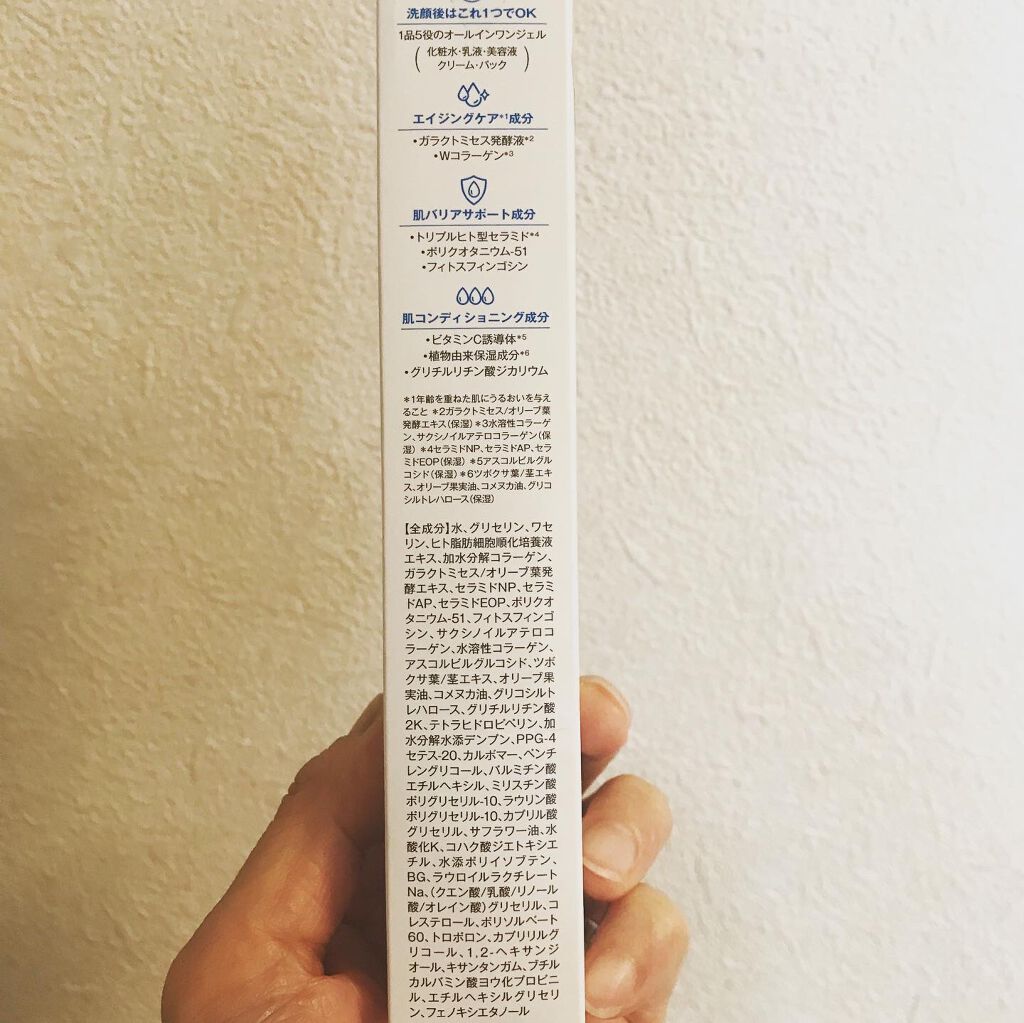 洗顔後はこれ1つでOK
1品5役のオールインワンジェル
(化粧水・乳液・美容液
クリーム・パック)
エイジングケア*1成分
・ガラクトミセス発酵液*2
・Wコラーゲン*3
肌バリアサポート成分
・トリプルヒト型セラミド*4
・ポリクオタニウム-51
・フィトスフィンゴシン
肌コンディショニング成分
・ビタミンC誘導体*5
・植物由来保湿成分*6
・グリチルリチン酸ジカリウム
*1年齢を重ねた肌にうるおいを与え
ること *2ガラクトミセス/オリーブ葉
発酵エキス(保湿) *3水溶性コラーゲ
ン、サクシノイルアテロコラーゲン(保
湿) *4セラミドNP、セラミドAP、セラ
ミドEOP(保湿) *5アスコルビルグル
コシド(保湿) *6ツボクサ葉/茎エキ
ス、オリーブ果実油、コメヌカ油、グリコ
シルトレハロース(保湿)
【全成分】水、グリセリン、ワセ
リン、ヒト脂肪細胞順化培養液
エキス、加水分解コラーゲン、
ガラクトミセス/オリーブ葉発
酵エキス、セラミドNP、セラミ
ドAP、セラミドEOP、ポリクオ
タニウム-51、フィトスフィンゴ
シン、サクシノイルアテロコ
ラーゲン、水溶性コラーゲン、
アスコルビルグルコシド、ツボ
クサ葉/茎エキス、オリーブ果
実油、コメヌカ油、グリコシルト
レハロース、グリチルリチン酸
2K、テトラヒドロピペリン、加
水分解水添デンプン、PPG-4
セテス-20、カルボマー、ペンチ
レングリコール、パルミチン酸
エチルヘキシル、ミリスチン酸
ポリグリセリル-10、ラウリン酸
ポリグリセリル-10、カプリル酸
グリセリル、サフラワー油、水
酸化K、コハク酸ジエトキシエ
チル、水添ポリイソブテン、
BG、ラウロイルラクチレート
Na、(クエン酸/乳酸/リノール
酸/オレイン酸)グリセリル、コ
レステロール、ポリソルベート
60、トロポロン、カプリリルグ
リコール、1,2-ヘキサンジ
オール、キサンタンガム、ブチル
カルバミン酸ヨウ化プロピニ
ル、エチルヘキシルグリセリ
ン、フェノキシエタノール